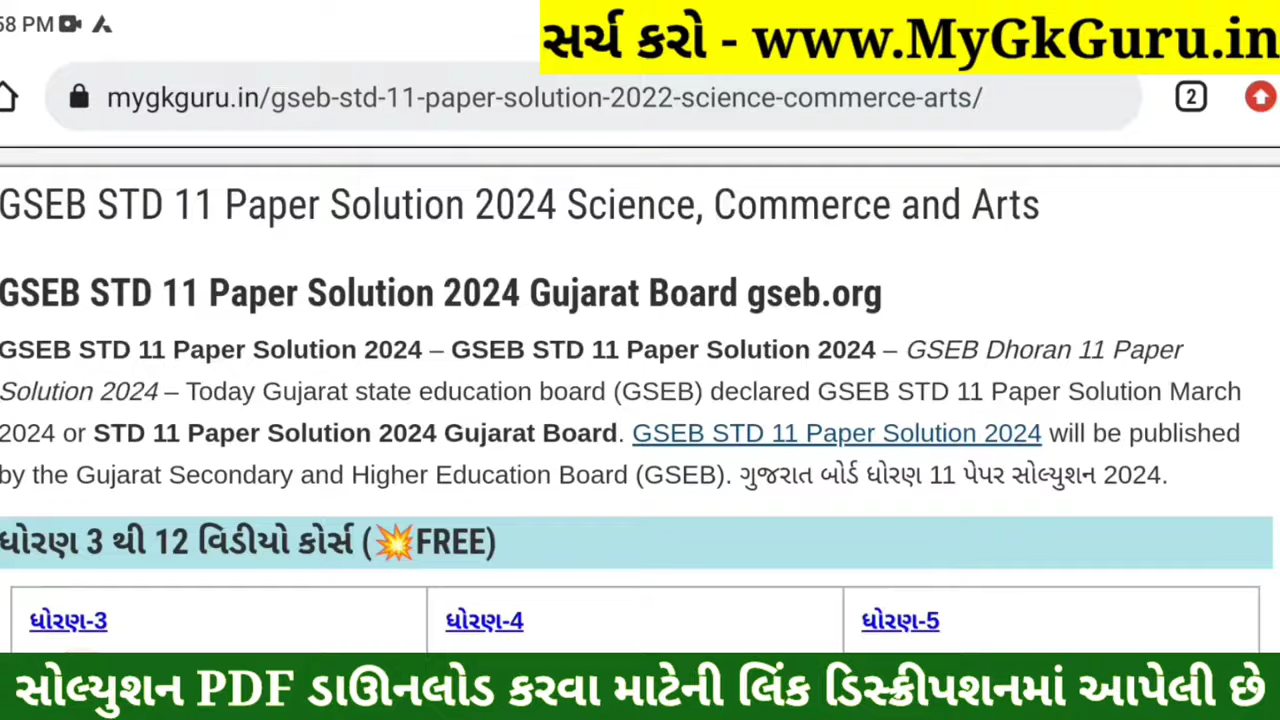 58 PM
સર્ચ કરો - www.MyGkGuru.in
mygkguru.in/gseb-std-11-paper-solution-2022-science-commerce-arts/
2
GSEB STD 11 Paper Solution 2024 Science, Commerce and Arts
GSEB STD 11 Paper Solution 2024 Gujarat Board gseb.org
GSEB STD 11 Paper Solution 2024 – GSEB STD 11 Paper Solution 2024 – GSEB Dhoran 11 Paper
Solution 2024 – Today Gujarat state education board (GSEB) declared GSEB STD 11 Paper Solution March
2024 or STD 11 Paper Solution 2024 Gujarat Board. GSEB STD 11 Paper Solution 2024 will be published
by the Gujarat Secondary and Higher Education Board (GSEB). ગુજરાત બોર્ડ ધોરણ 11 પેપર સોલ્યુશન 2024.
ધોરણ 3 થી 12 વિડીયો કોર્સ (💥FREE)
ધોરણ-3 ધોરણ-4 ધોરણ-5
સોલ્યુશન PDF ડાઊનલોડ કરવા માટેની લિંક ડિસ્ક્રીપશનમાં આપેલી છે